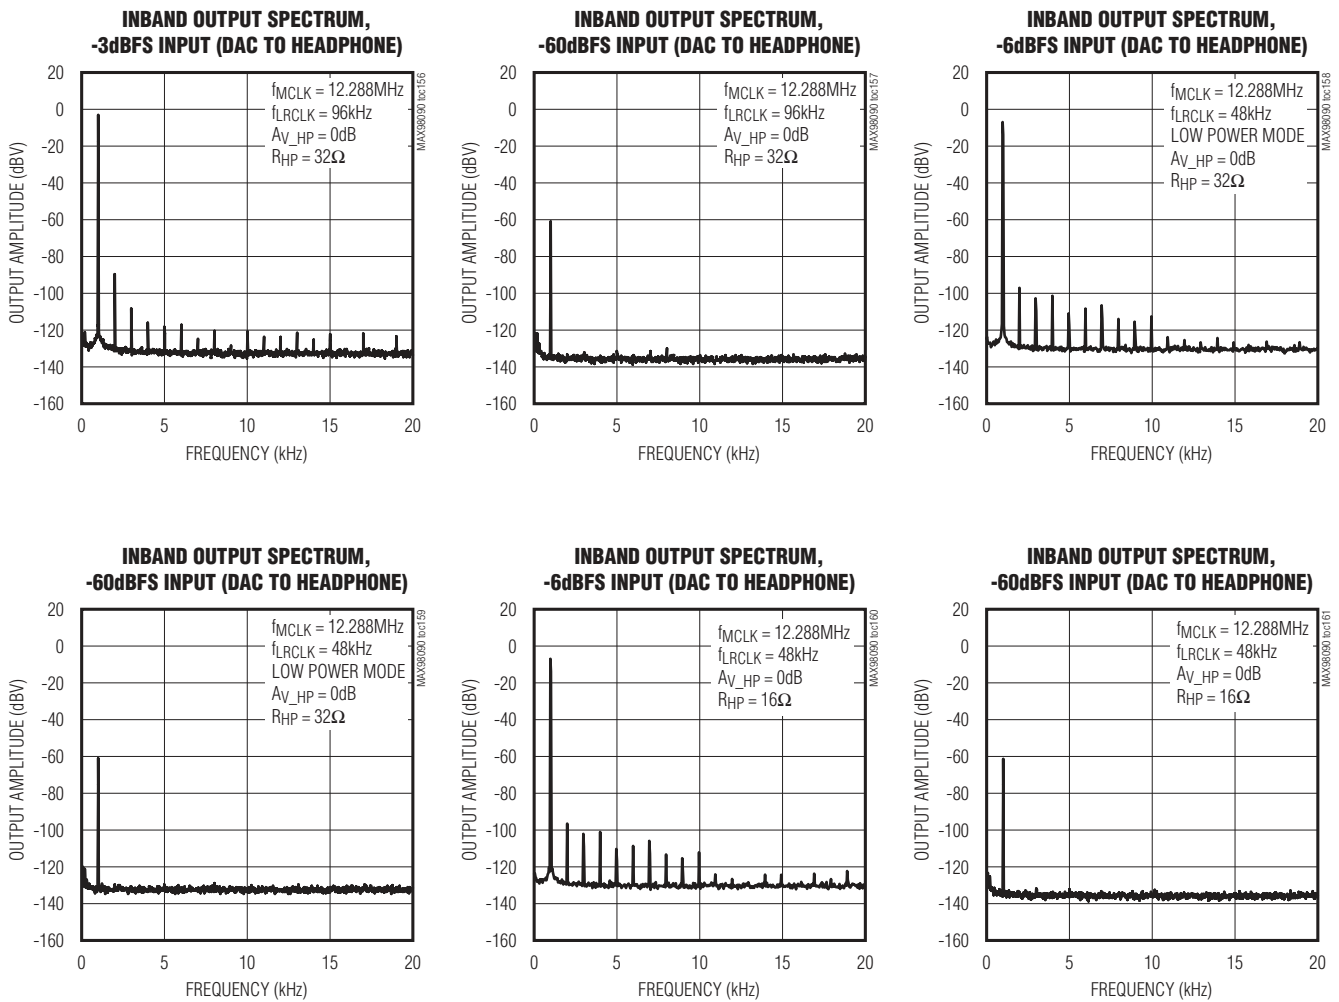 INBAND OUTPUT SPECTRUM,
-3dBFS INPUT (DAC TO HEADPHONE)
OUTPUT AMPLITUDE (dBV)
20
0
-20
-40
-60
-80
-100
-120
-140
-160
fMCLK = 12.288MHz
fLRCLK = 96kHz
AV_HP = 0dB
RHP = 32Ω
MAX98090 toc156
0 5 10 15 20
FREQUENCY (kHz)
INBAND OUTPUT SPECTRUM,
-60dBFS INPUT (DAC TO HEADPHONE)
OUTPUT AMPLITUDE (dBV)
20
0
-20
-40
-60
-80
-100
-120
-140
-160
fMCLK = 12.288MHz
fLRCLK = 96kHz
AV_HP = 0dB
RHP = 32Ω
MAX98090 toc157
0 5 10 15 20
FREQUENCY (kHz)
INBAND OUTPUT SPECTRUM,
-6dBFS INPUT (DAC TO HEADPHONE)
OUTPUT AMPLITUDE (dBV)
20
0
-20
-40
-60
-80
-100
-120
-140
-160
fMCLK = 12.288MHz
fLRCLK = 48kHz
LOW POWER MODE
AV_HP = 0dB
RHP = 32Ω
MAX98090 toc158
0 5 10 15 20
FREQUENCY (kHz)
INBAND OUTPUT SPECTRUM,
-60dBFS INPUT (DAC TO HEADPHONE)
OUTPUT AMPLITUDE (dBV)
20
0
-20
-40
-60
-80
-100
-120
-140
-160
fMCLK = 12.288MHz
fLRCLK = 48kHz
LOW POWER MODE
AV_HP = 0dB
RHP = 32Ω
MAX98090 toc159
0 5 10 15 20
FREQUENCY (kHz)
INBAND OUTPUT SPECTRUM,
-6dBFS INPUT (DAC TO HEADPHONE)
OUTPUT AMPLITUDE (dBV)
20
0
-20
-40
-60
-80
-100
-120
-140
-160
fMCLK = 12.288MHz
fLRCLK = 48kHz
AV_HP = 0dB
RHP = 16Ω
MAX98090 toc160
0 5 10 15 20
FREQUENCY (kHz)
INBAND OUTPUT SPECTRUM,
-60dBFS INPUT (DAC TO HEADPHONE)
OUTPUT AMPLITUDE (dBV)
20
0
-20
-40
-60
-80
-100
-120
-140
-160
fMCLK = 12.288MHz
fLRCLK = 48kHz
AV_HP = 0dB
RHP = 16Ω
MAX98090 toc161
0 5 10 15 20
FREQUENCY (kHz)